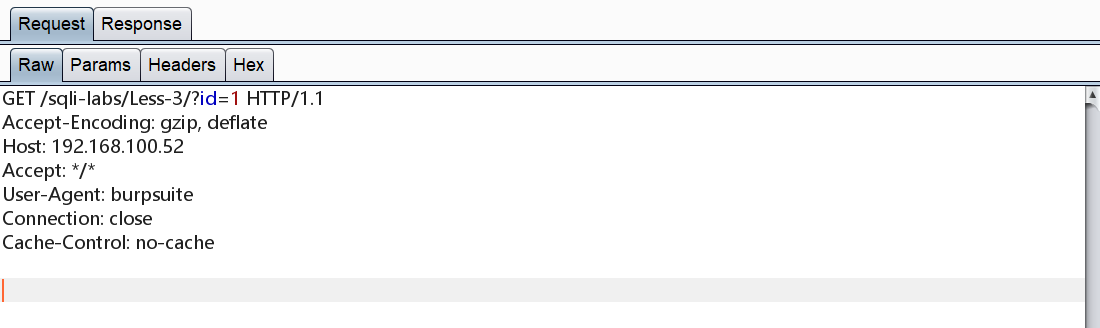 Request Response
Raw Params Headers Hex
GET /sqli-labs/Less-3/?id=1 HTTP/1.1
Accept-Encoding: gzip, deflate
Host: 192.168.100.52
Accept: */*
User-Agent: burpsuite
Connection: close
Cache-Control: no-cache